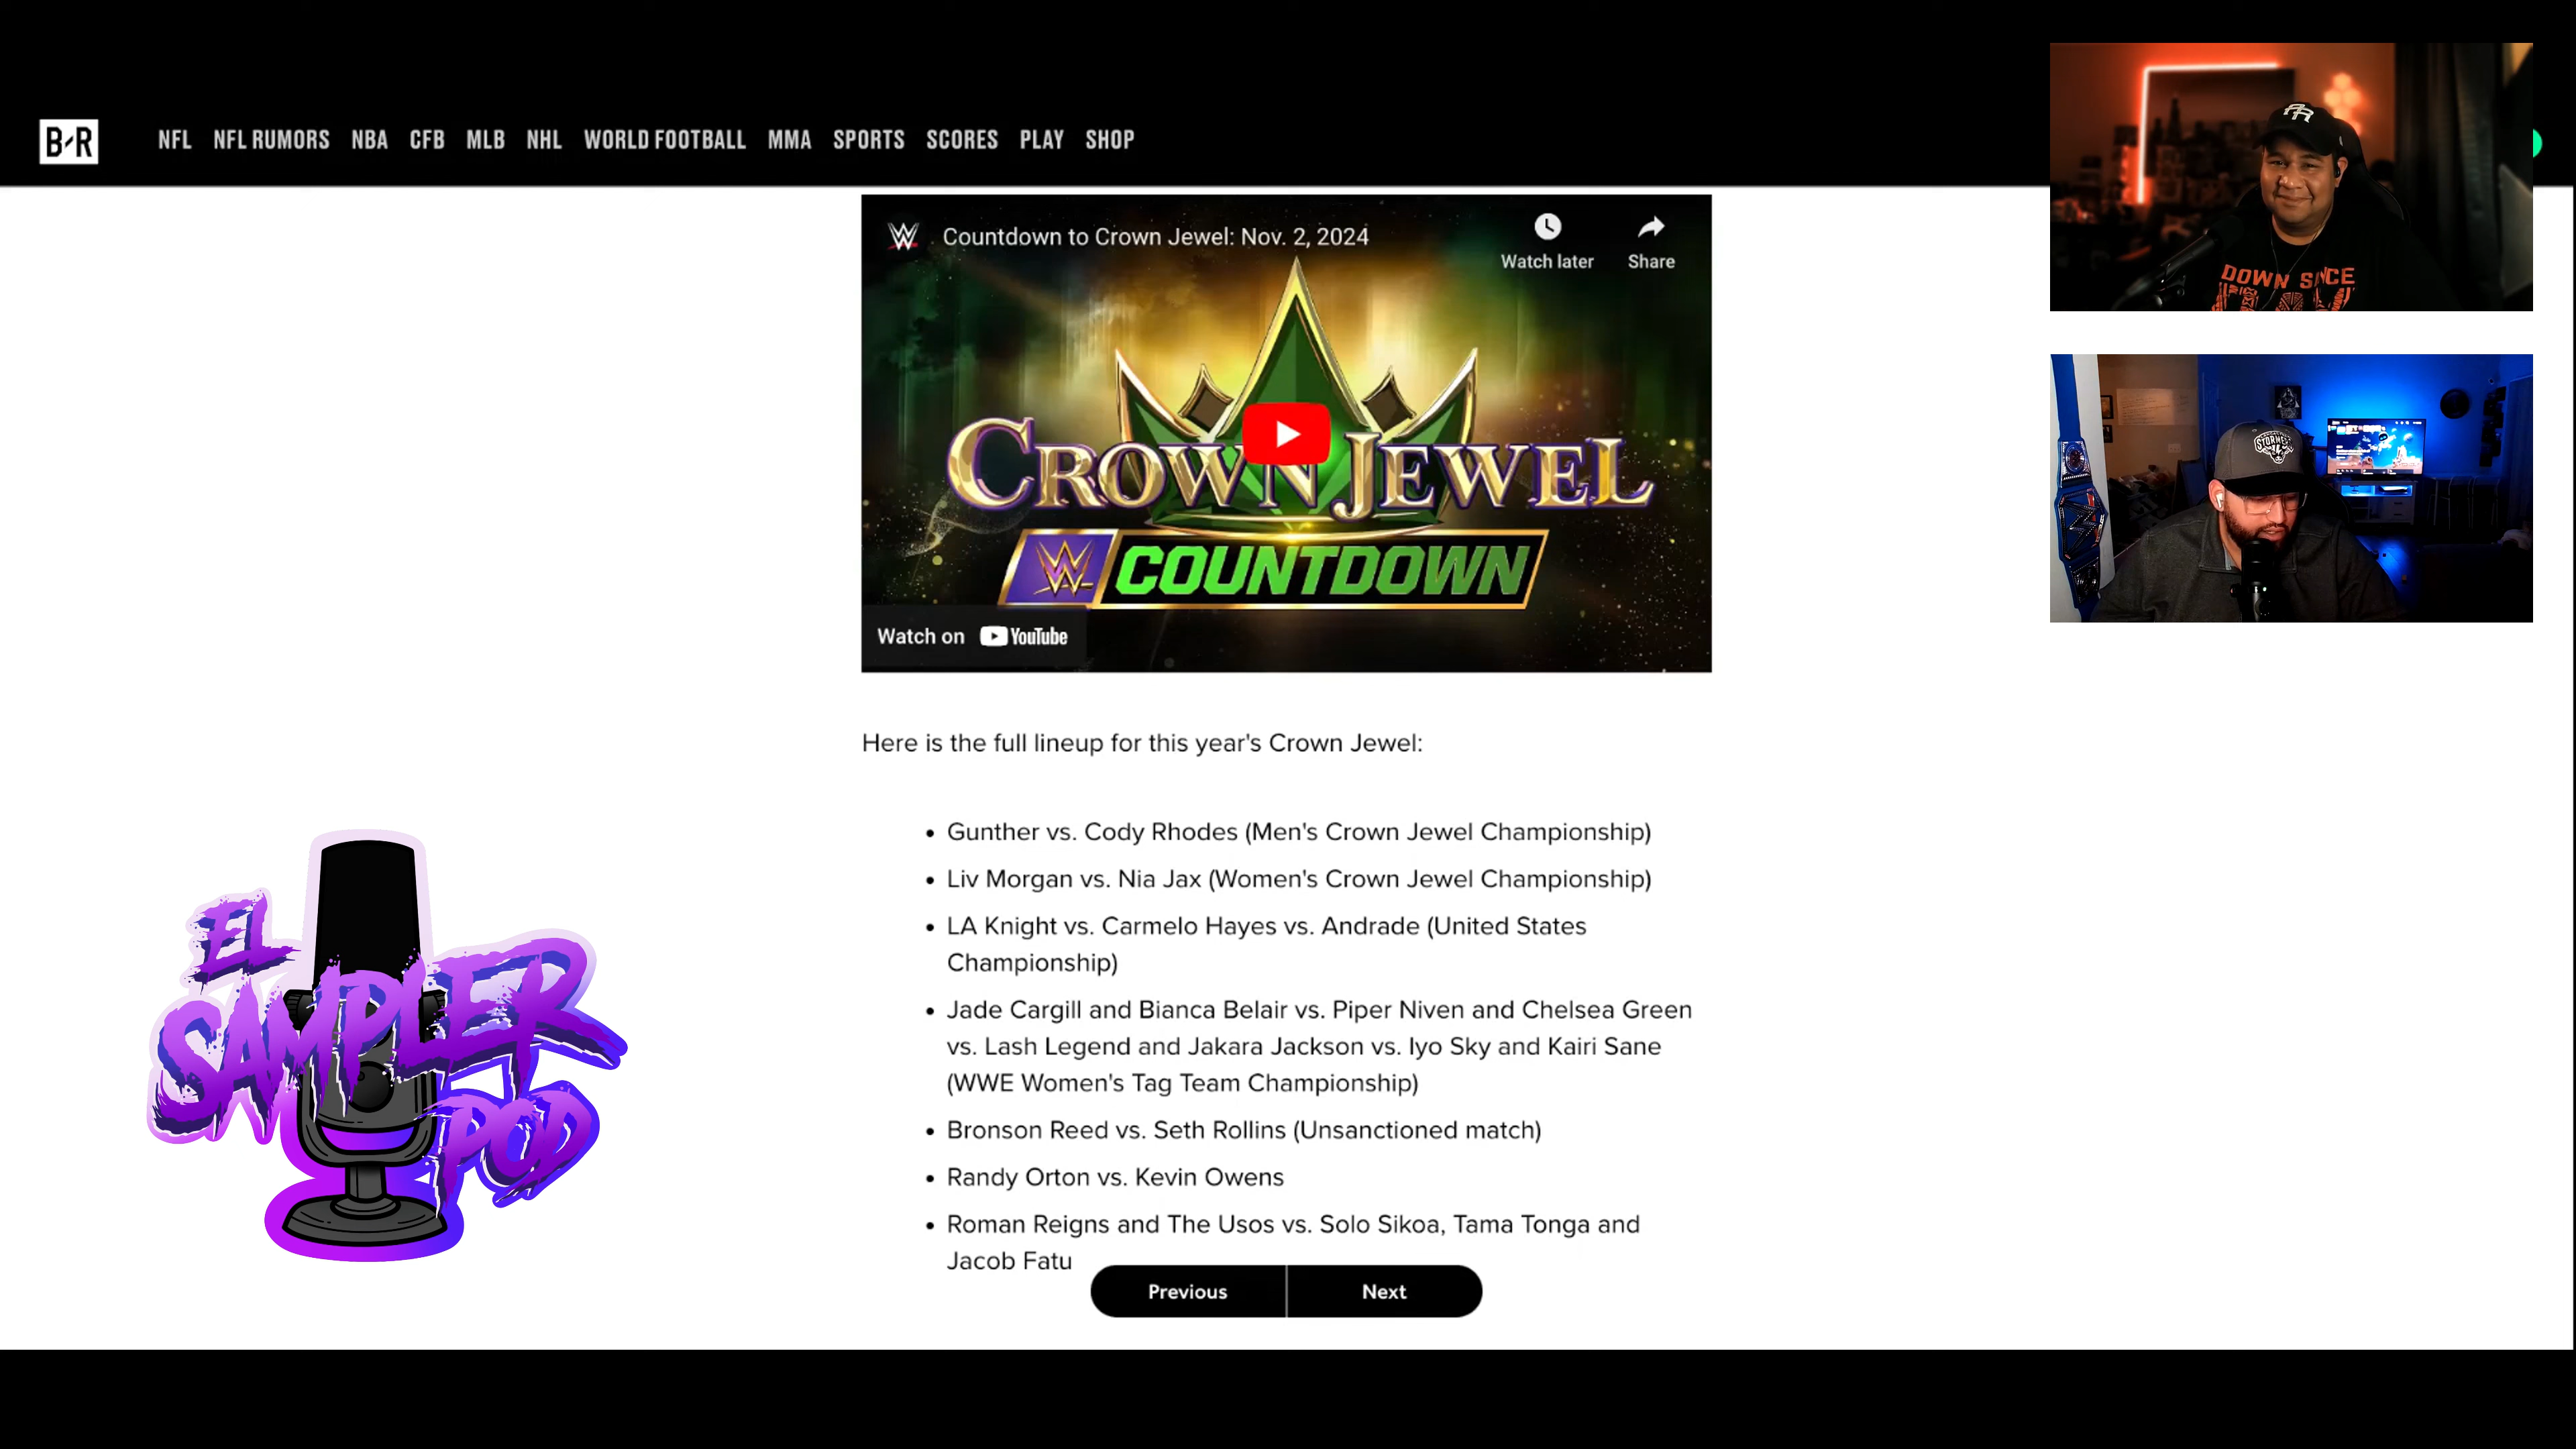 B/R
NFL NFL RUMORS NBA CFB MLB NHL WORLD FOOTBALL MMA SPORTS SCORES PLAY SHOP
Countdown to Crown Jewel: Nov. 2, 2024
Watch later
Share
CROWN JEWEL
COUNTDOWN
Watch on YouTube
Here is the full lineup for this year's Crown Jewel:
• Gunther vs. Cody Rhodes (Men's Crown Jewel Championship)
• Liv Morgan vs. Nia Jax (Women's Crown Jewel Championship)
• LA Knight vs. Carmelo Hayes vs. Andrade (United States
Championship)
• Jade Cargill and Bianca Belair vs. Piper Niven and Chelsea Green
vs. Lash Legend and Jakara Jackson vs. Iyo Sky and Kairi Sane
(WWE Women's Tag Team Championship)
• Bronson Reed vs. Seth Rollins (Unsanctioned match)
• Randy Orton vs. Kevin Owens
• Roman Reigns and The Usos vs. Solo Sikoa, Tama Tonga and
Jacob Fatu
Previous Next
EL
SAMPLER
POD
DOWN SINCE